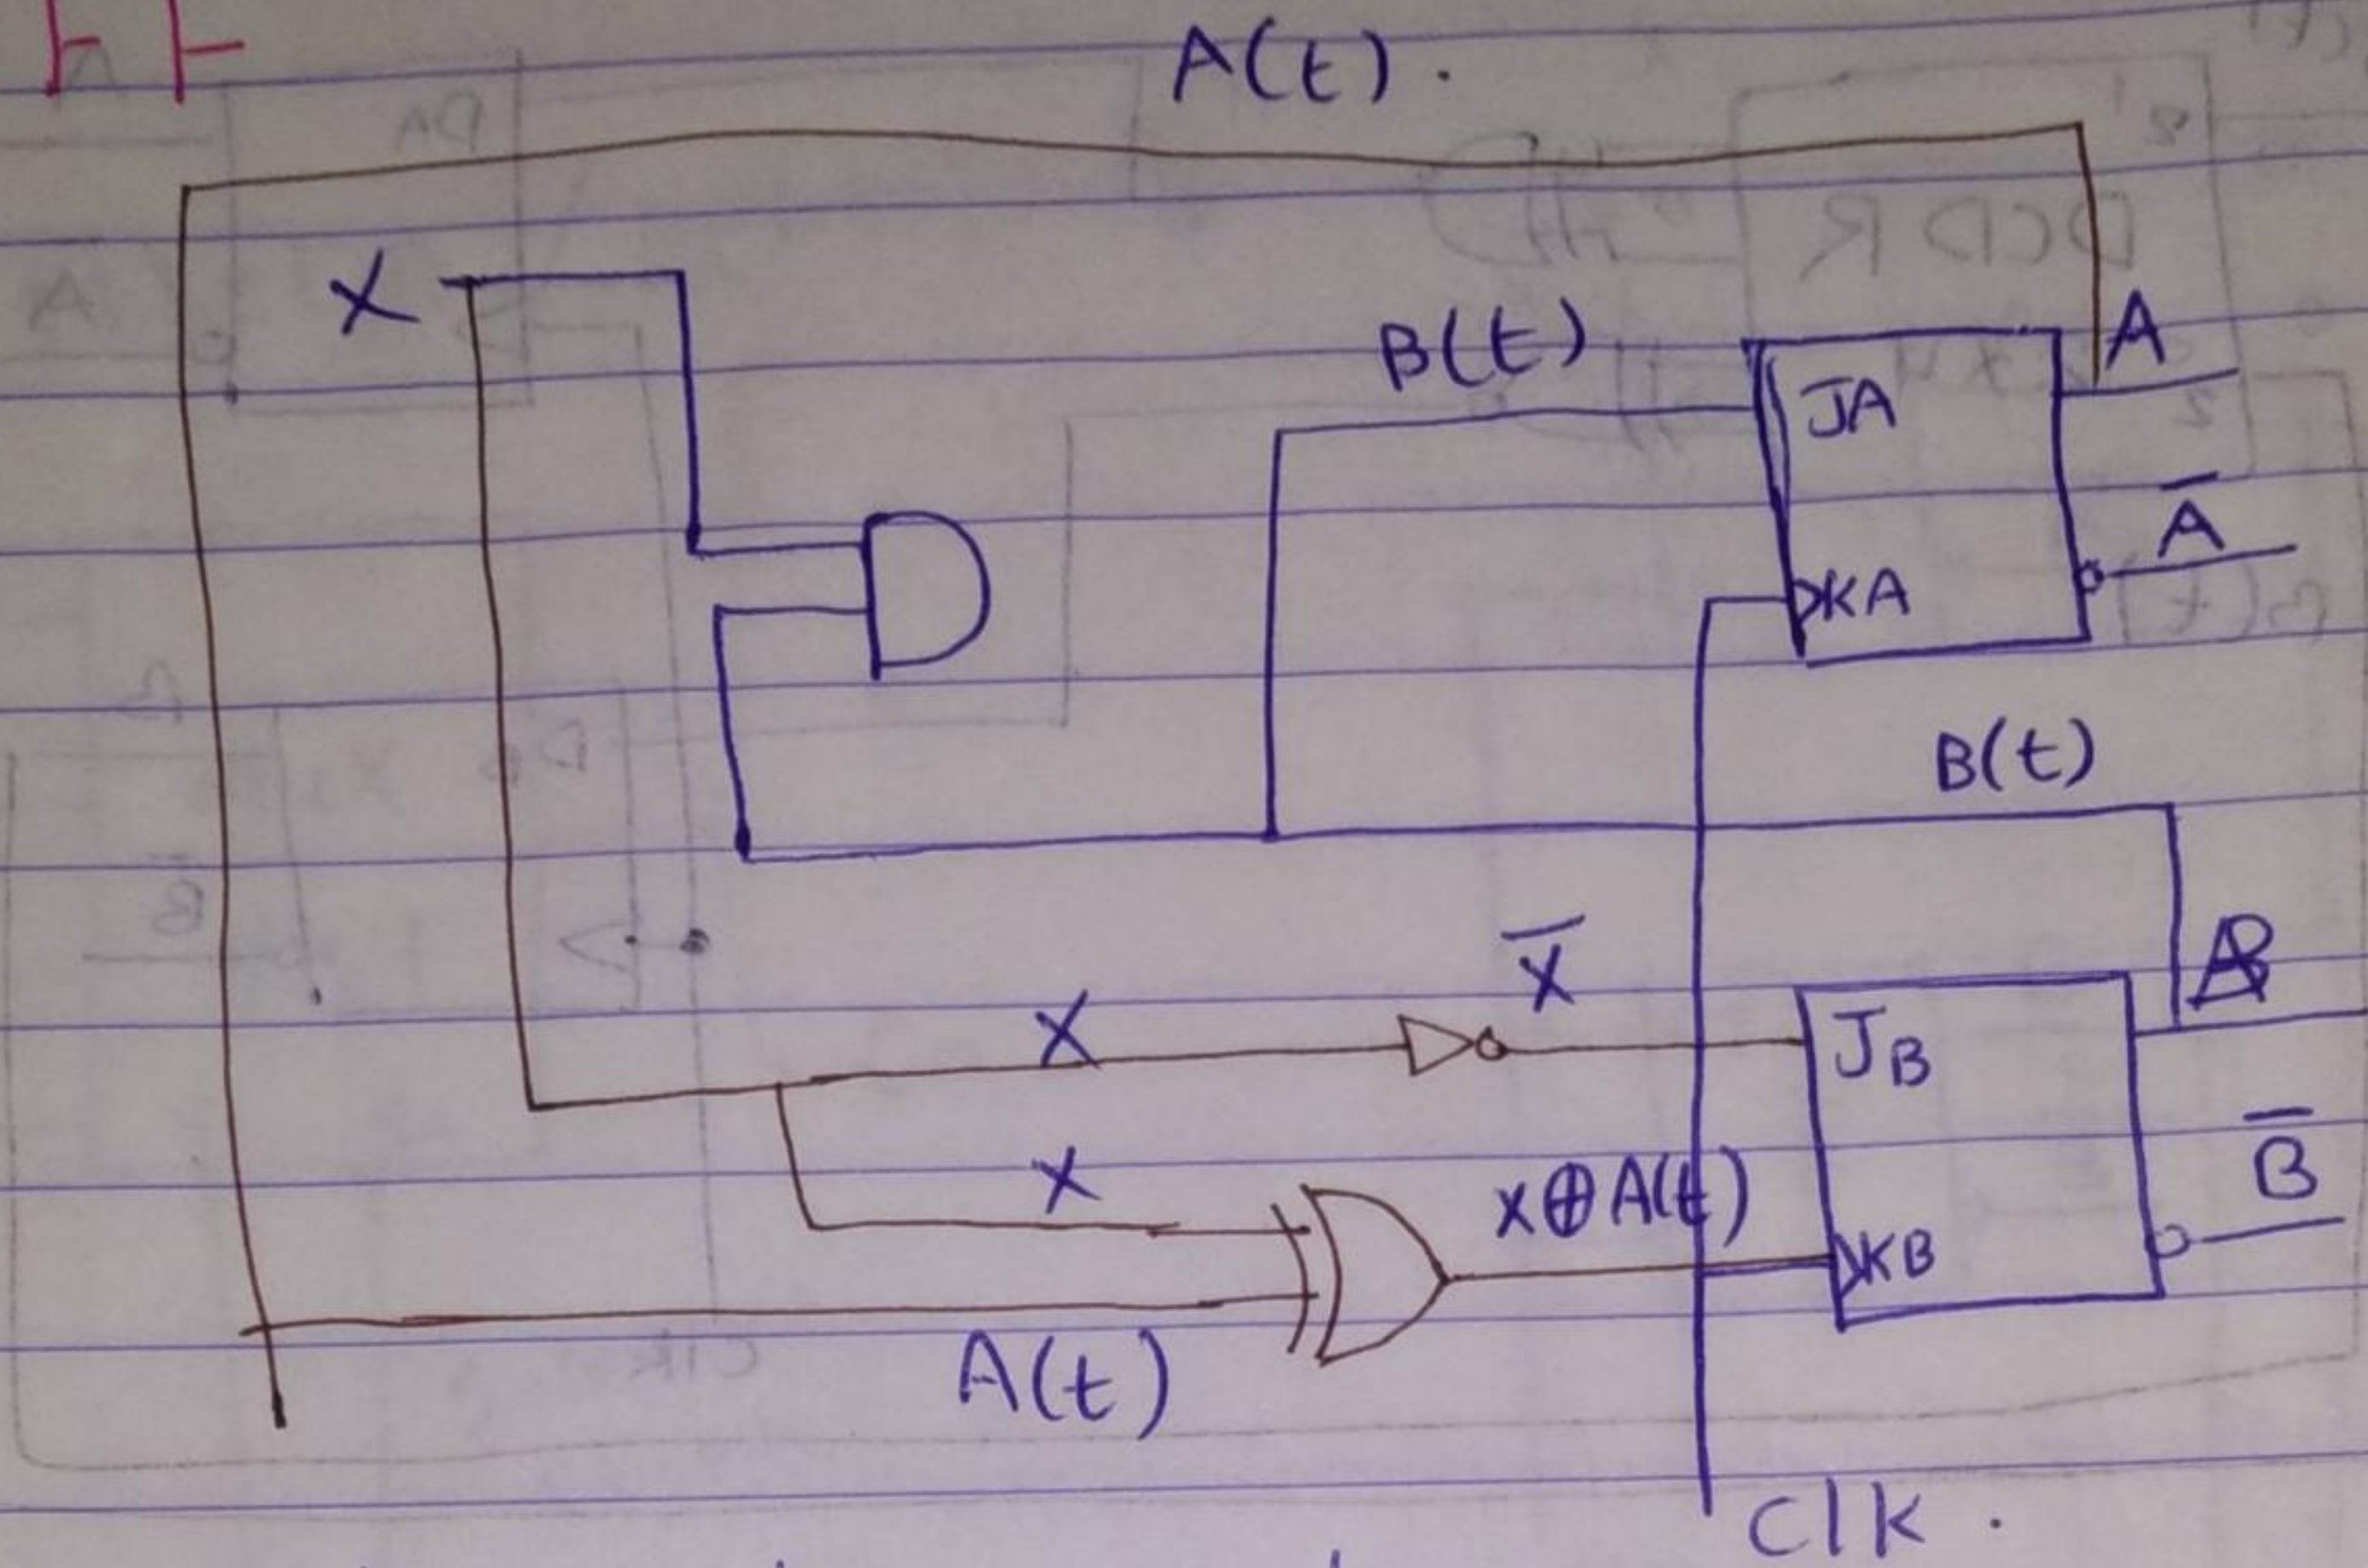 A(t).
X
B(t)
JA
A
KA
A̅
B(t)
X̅
B
X
JB
X
x⊕A(t)
B̅
KB
A(t)
Clk.